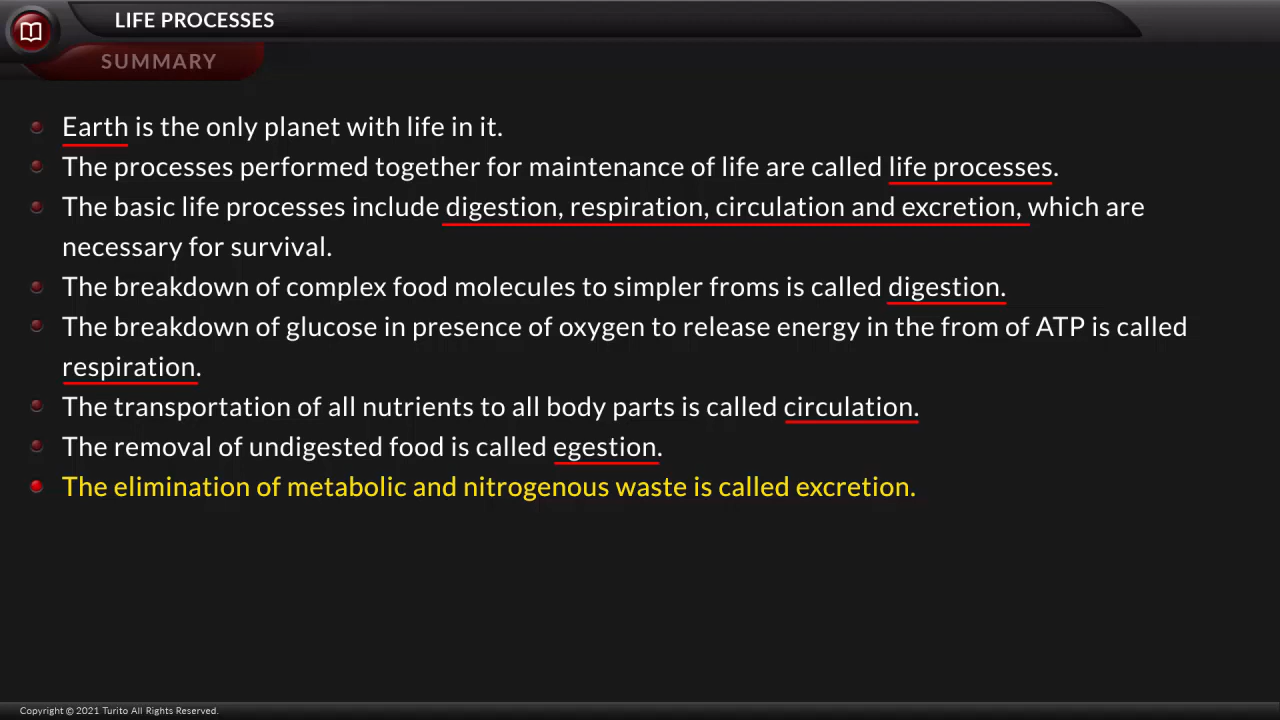 LIFE PROCESSES
SUMMARY
Earth is the only planet with life in it.
The processes performed together for maintenance of life are called life processes.
The basic life processes include digestion, respiration, circulation and excretion, which are
necessary for survival.
The breakdown of complex food molecules to simpler froms is called digestion.
The breakdown of glucose in presence of oxygen to release energy in the from of ATP is called
respiration.
The transportation of all nutrients to all body parts is called circulation.
The removal of undigested food is called egestion.
The elimination of metabolic and nitrogenous waste is called excretion.
Copyright © 2021 Turito All Rights Reserved.